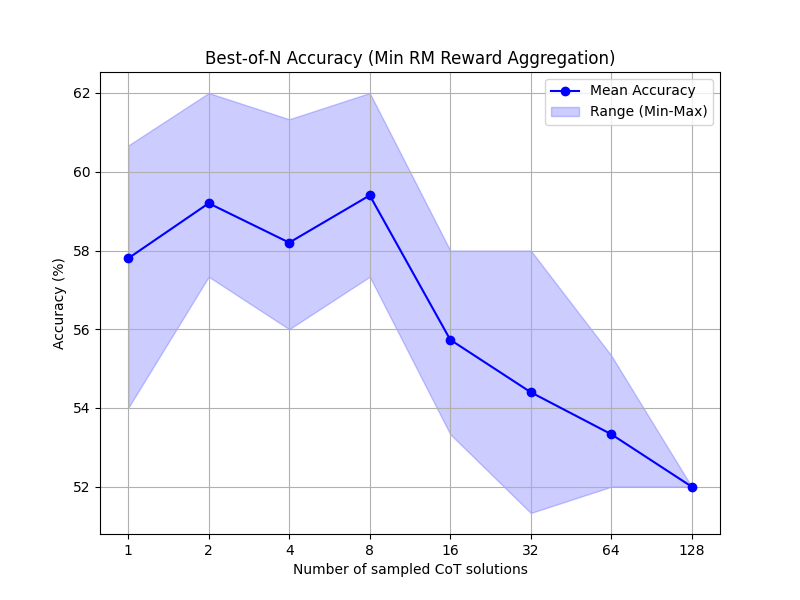 Best-of-N Accuracy (Min RM Reward Aggregation)
Mean Accuracy
Range (Min-Max)
Accuracy (%)
62
60
58
56
54
52
1 2 4 8 16 32 64 128
Number of sampled CoT solutions